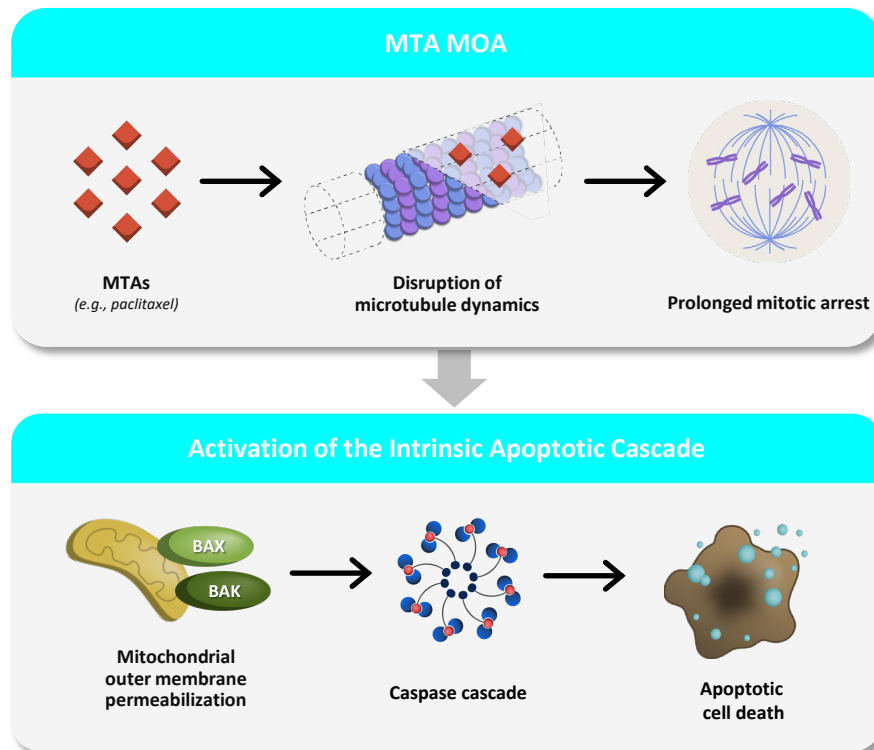 MTA MOA
MTAs
(e.g., paclitaxel)
Disruption of
microtubule dynamics
Prolonged mitotic arrest
Activation of the Intrinsic Apoptotic Cascade
BAX
BAK
Mitochondrial
outer membrane
permeabilization
Caspase cascade
Apoptotic
cell death